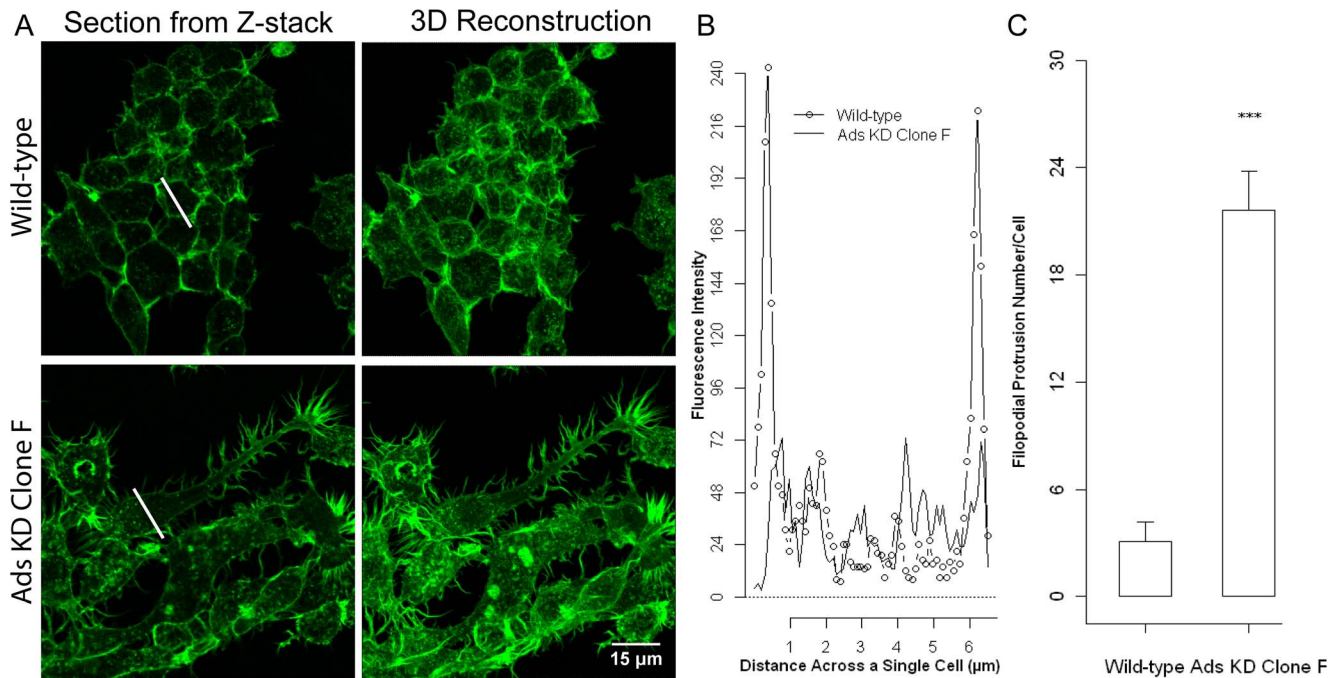 A
Section from Z-stack
3D Reconstruction
Wild-type
Ads KD Clone F
15 µm
B
Fluorescence Intensity
240
216
192
168
144
120
96
72
48
24
0
Wild-type
Ads KD Clone F
1 2 3 4 5 6
Distance Across a Single Cell (µm)
C
Filopodial Protrusion Number/Cell
30
24
18
12
6
0
***
Wild-type Ads KD Clone F